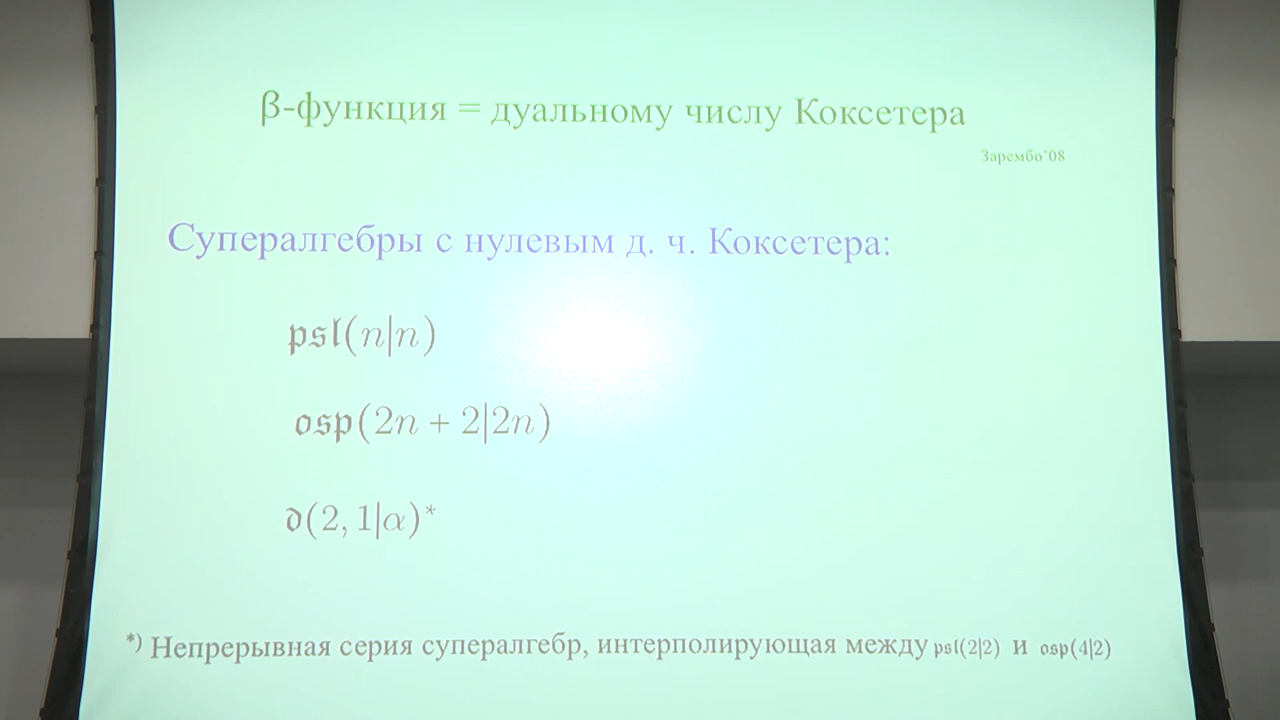 β-функция = дуальному числу Коксетера
Зарембо'08
Супералгебры с нулевым д. ч. Коксетера:
𝔭𝔰𝔩(n|n)
𝔬𝔰𝔭(2n + 2|2n)
𝔡(2, 1|α)*
*) Непрерывная серия супералгебр, интерполирующая между 𝔭𝔰𝔩(2|2) и 𝔬𝔰𝔭(4|2)